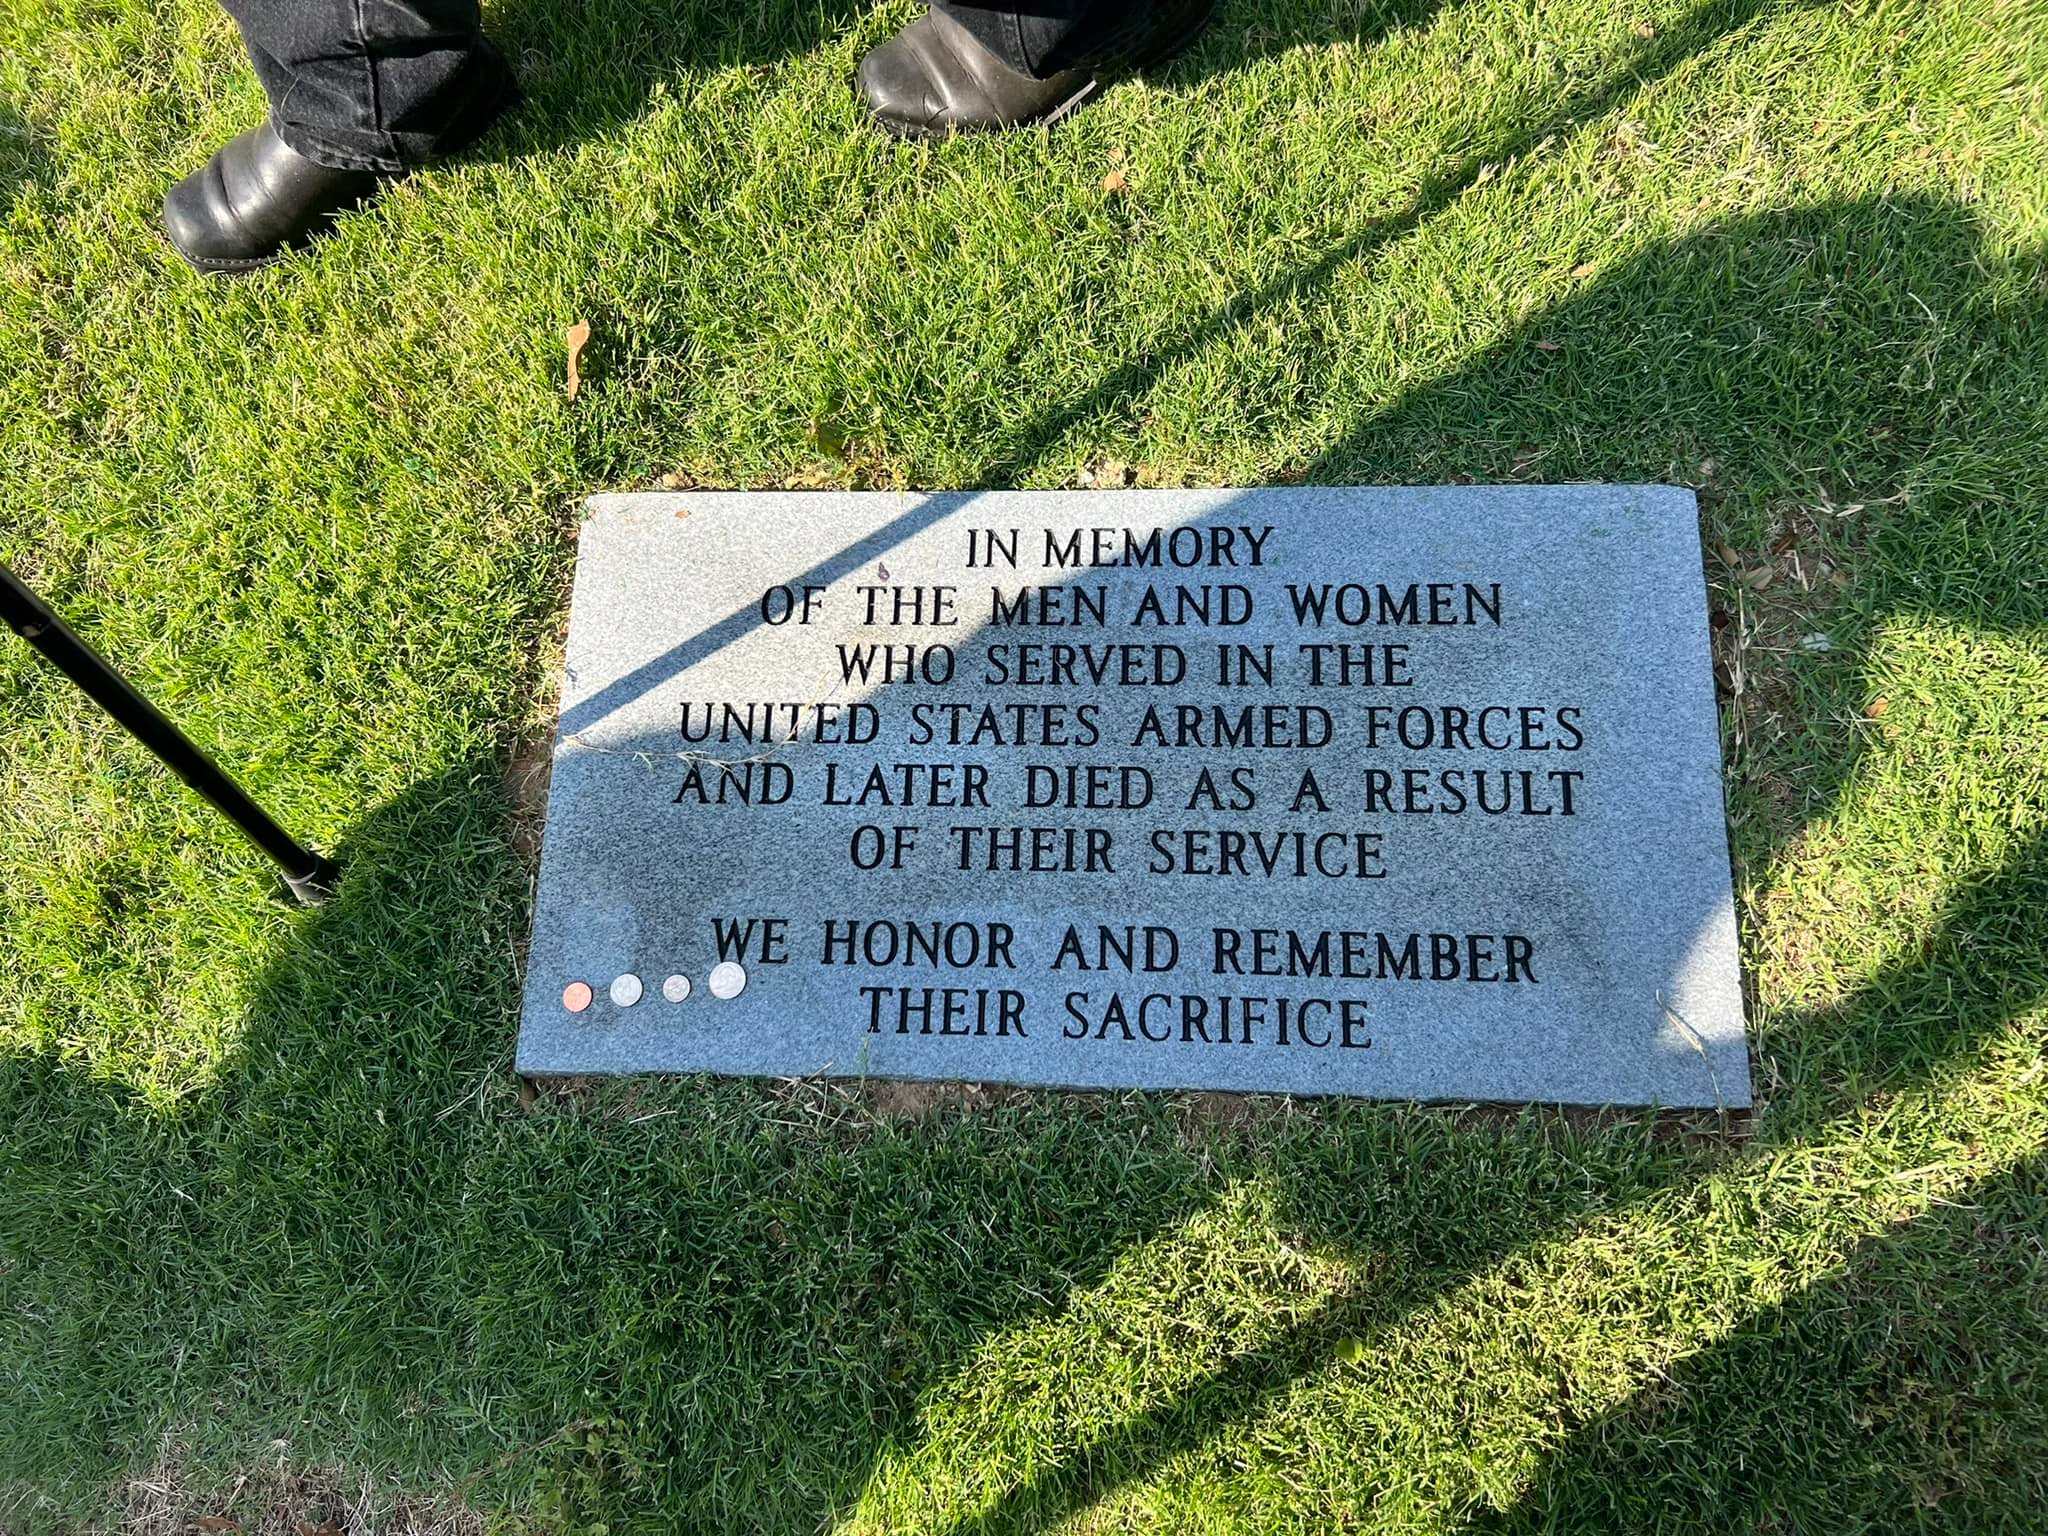 IN MEMORY
OF THE MEN AND WOMEN
WHO SERVED IN THE
UNITED STATES ARMED FORCES
AND LATER DIED AS A RESULT
OF THEIR SERVICE
WE HONOR AND REMEMBER
THEIR SACRIFICE